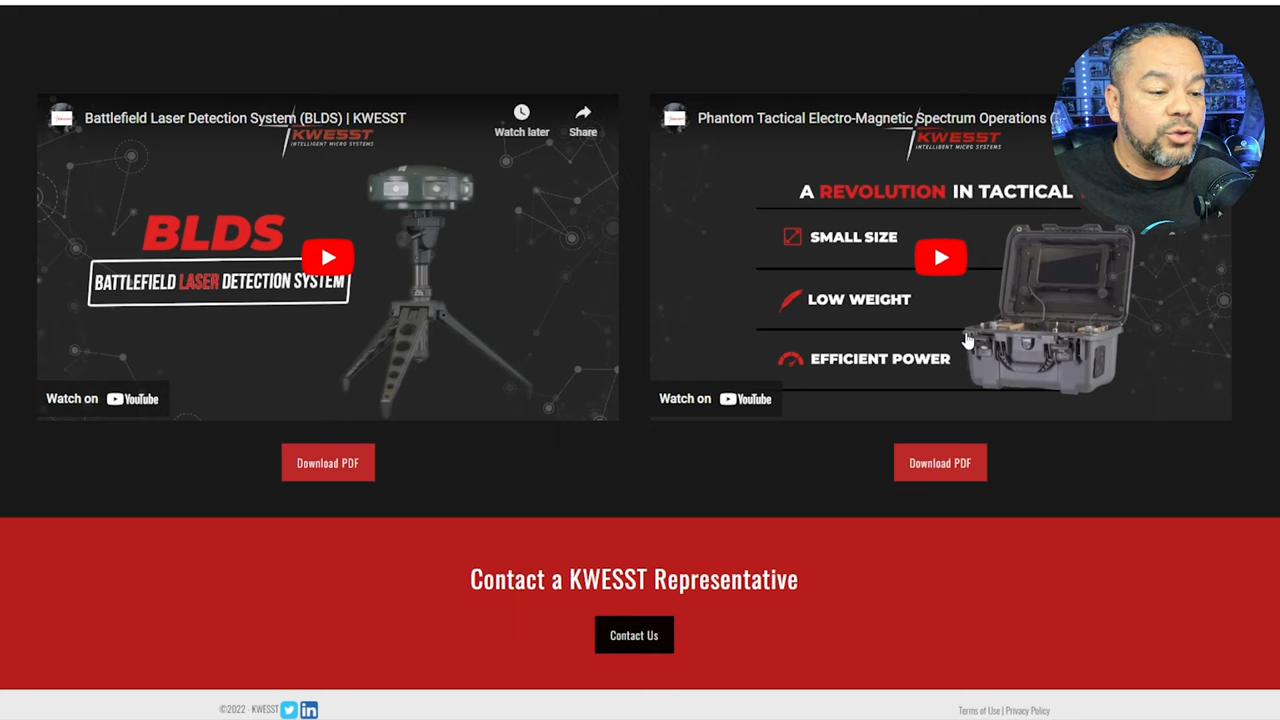 Battlefield Laser Detection System (BLDS) | KWESST
Watch later
Share
KWESST
INTELLIGENT MICRO SYSTEMS
BLDS
BATTLEFIELD LASER DETECTION SYSTEM
Watch on YouTube
Download PDF
Phantom Tactical Electro-Magnetic Spectrum Operations (...
KWESST
INTELLIGENT MICRO SYSTEMS
A REVOLUTION IN TACTICAL
SMALL SIZE
LOW WEIGHT
EFFICIENT POWER
Watch on YouTube
Download PDF
Contact a KWESST Representative
Contact Us
©2022 - KWESST
in
Terms of Use | Privacy Policy